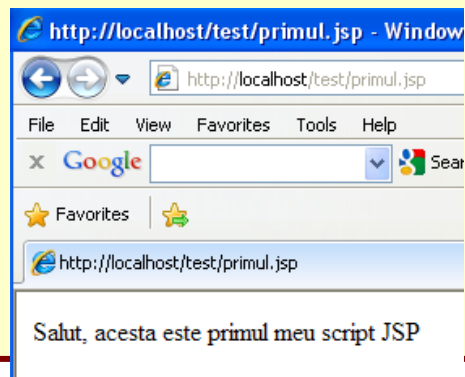 http://localhost/test/primul.jsp - Window
http://localhost/test/primul.jsp
File Edit View Favorites Tools Help
x Google Sear
Favorites
http://localhost/test/primul.jsp
Salut, acesta este primul meu script JSP